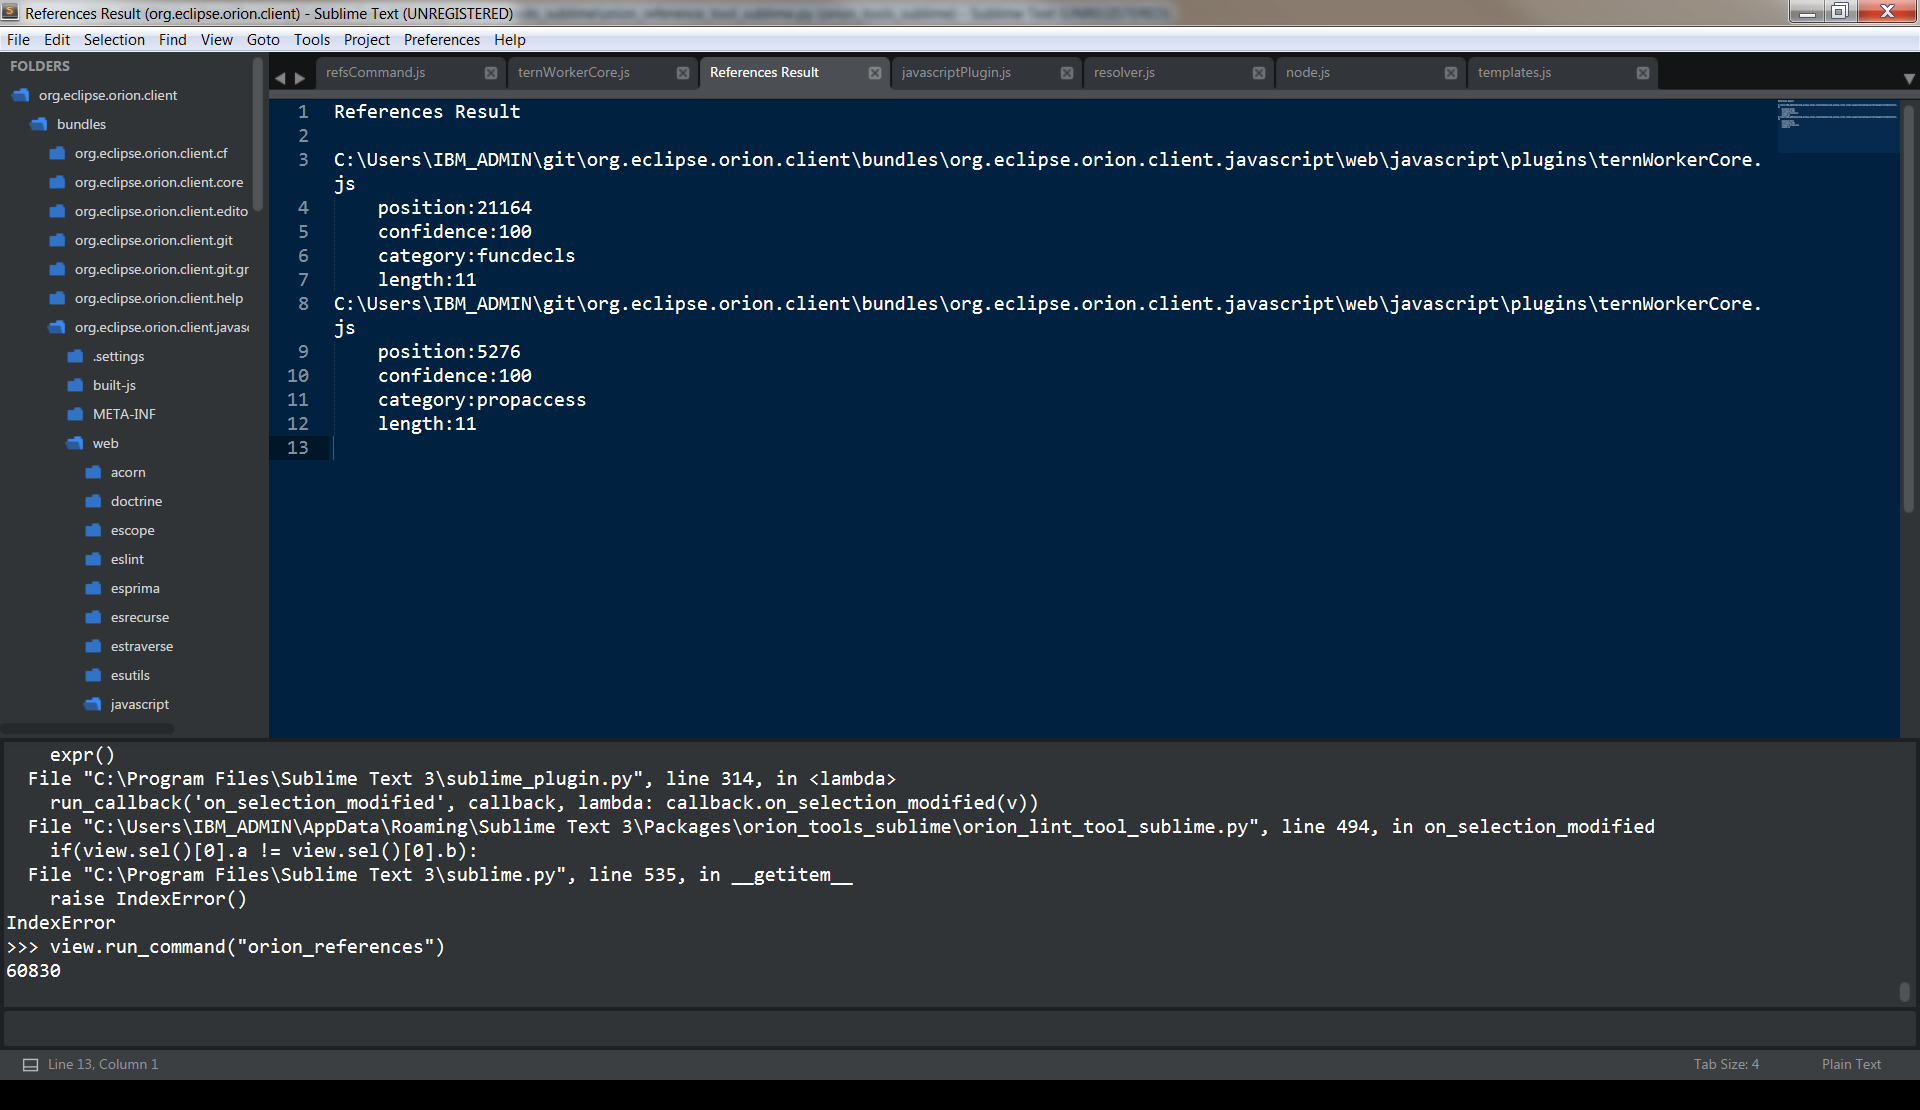 References Result (org.eclipse.orion.client) - Sublime Text (UNREGISTERED)
File Edit Selection Find View Goto Tools Project Preferences Help
FOLDERS
org.eclipse.orion.client
bundles
org.eclipse.orion.client.cf
org.eclipse.orion.client.core
org.eclipse.orion.client.edito
org.eclipse.orion.client.git
org.eclipse.orion.client.git.gr
org.eclipse.orion.client.help
org.eclipse.orion.client.javasc
.settings
built-js
META-INF
web
acorn
doctrine
escope
eslint
esprima
esrecurse
estraverse
esutils
javascript
refsCommand.js ternWorkerCore.js References Result javascriptPlugin.js resolver.js node.js templates.js
1 References Result
2
3 C:\Users\IBM_ADMIN\git\org.eclipse.orion.client\bundles\org.eclipse.orion.client.javascript\web\javascript\plugins\ternWorkerCore.
js
4 position:21164
5 confidence:100
6 category:funcdecls
7 length:11
8 C:\Users\IBM_ADMIN\git\org.eclipse.orion.client\bundles\org.eclipse.orion.client.javascript\web\javascript\plugins\ternWorkerCore.
js
9 position:5276
10 confidence:100
11 category:propaccess
12 length:11
13
expr()
File "C:\Program Files\Sublime Text 3\sublime_plugin.py", line 314, in <lambda>
run_callback('on_selection_modified', callback, lambda: callback.on_selection_modified(v))
File "C:\Users\IBM_ADMIN\AppData\Roaming\Sublime Text 3\Packages\orion_tools_sublime\orion_lint_tool_sublime.py", line 494, in on_selection_modified
if(view.sel()[0].a != view.sel()[0].b):
File "C:\Program Files\Sublime Text 3\sublime.py", line 535, in __getitem__
raise IndexError()
IndexError
>>> view.run_command("orion_references")
60830
Line 13, Column 1
Tab Size: 4 Plain Text